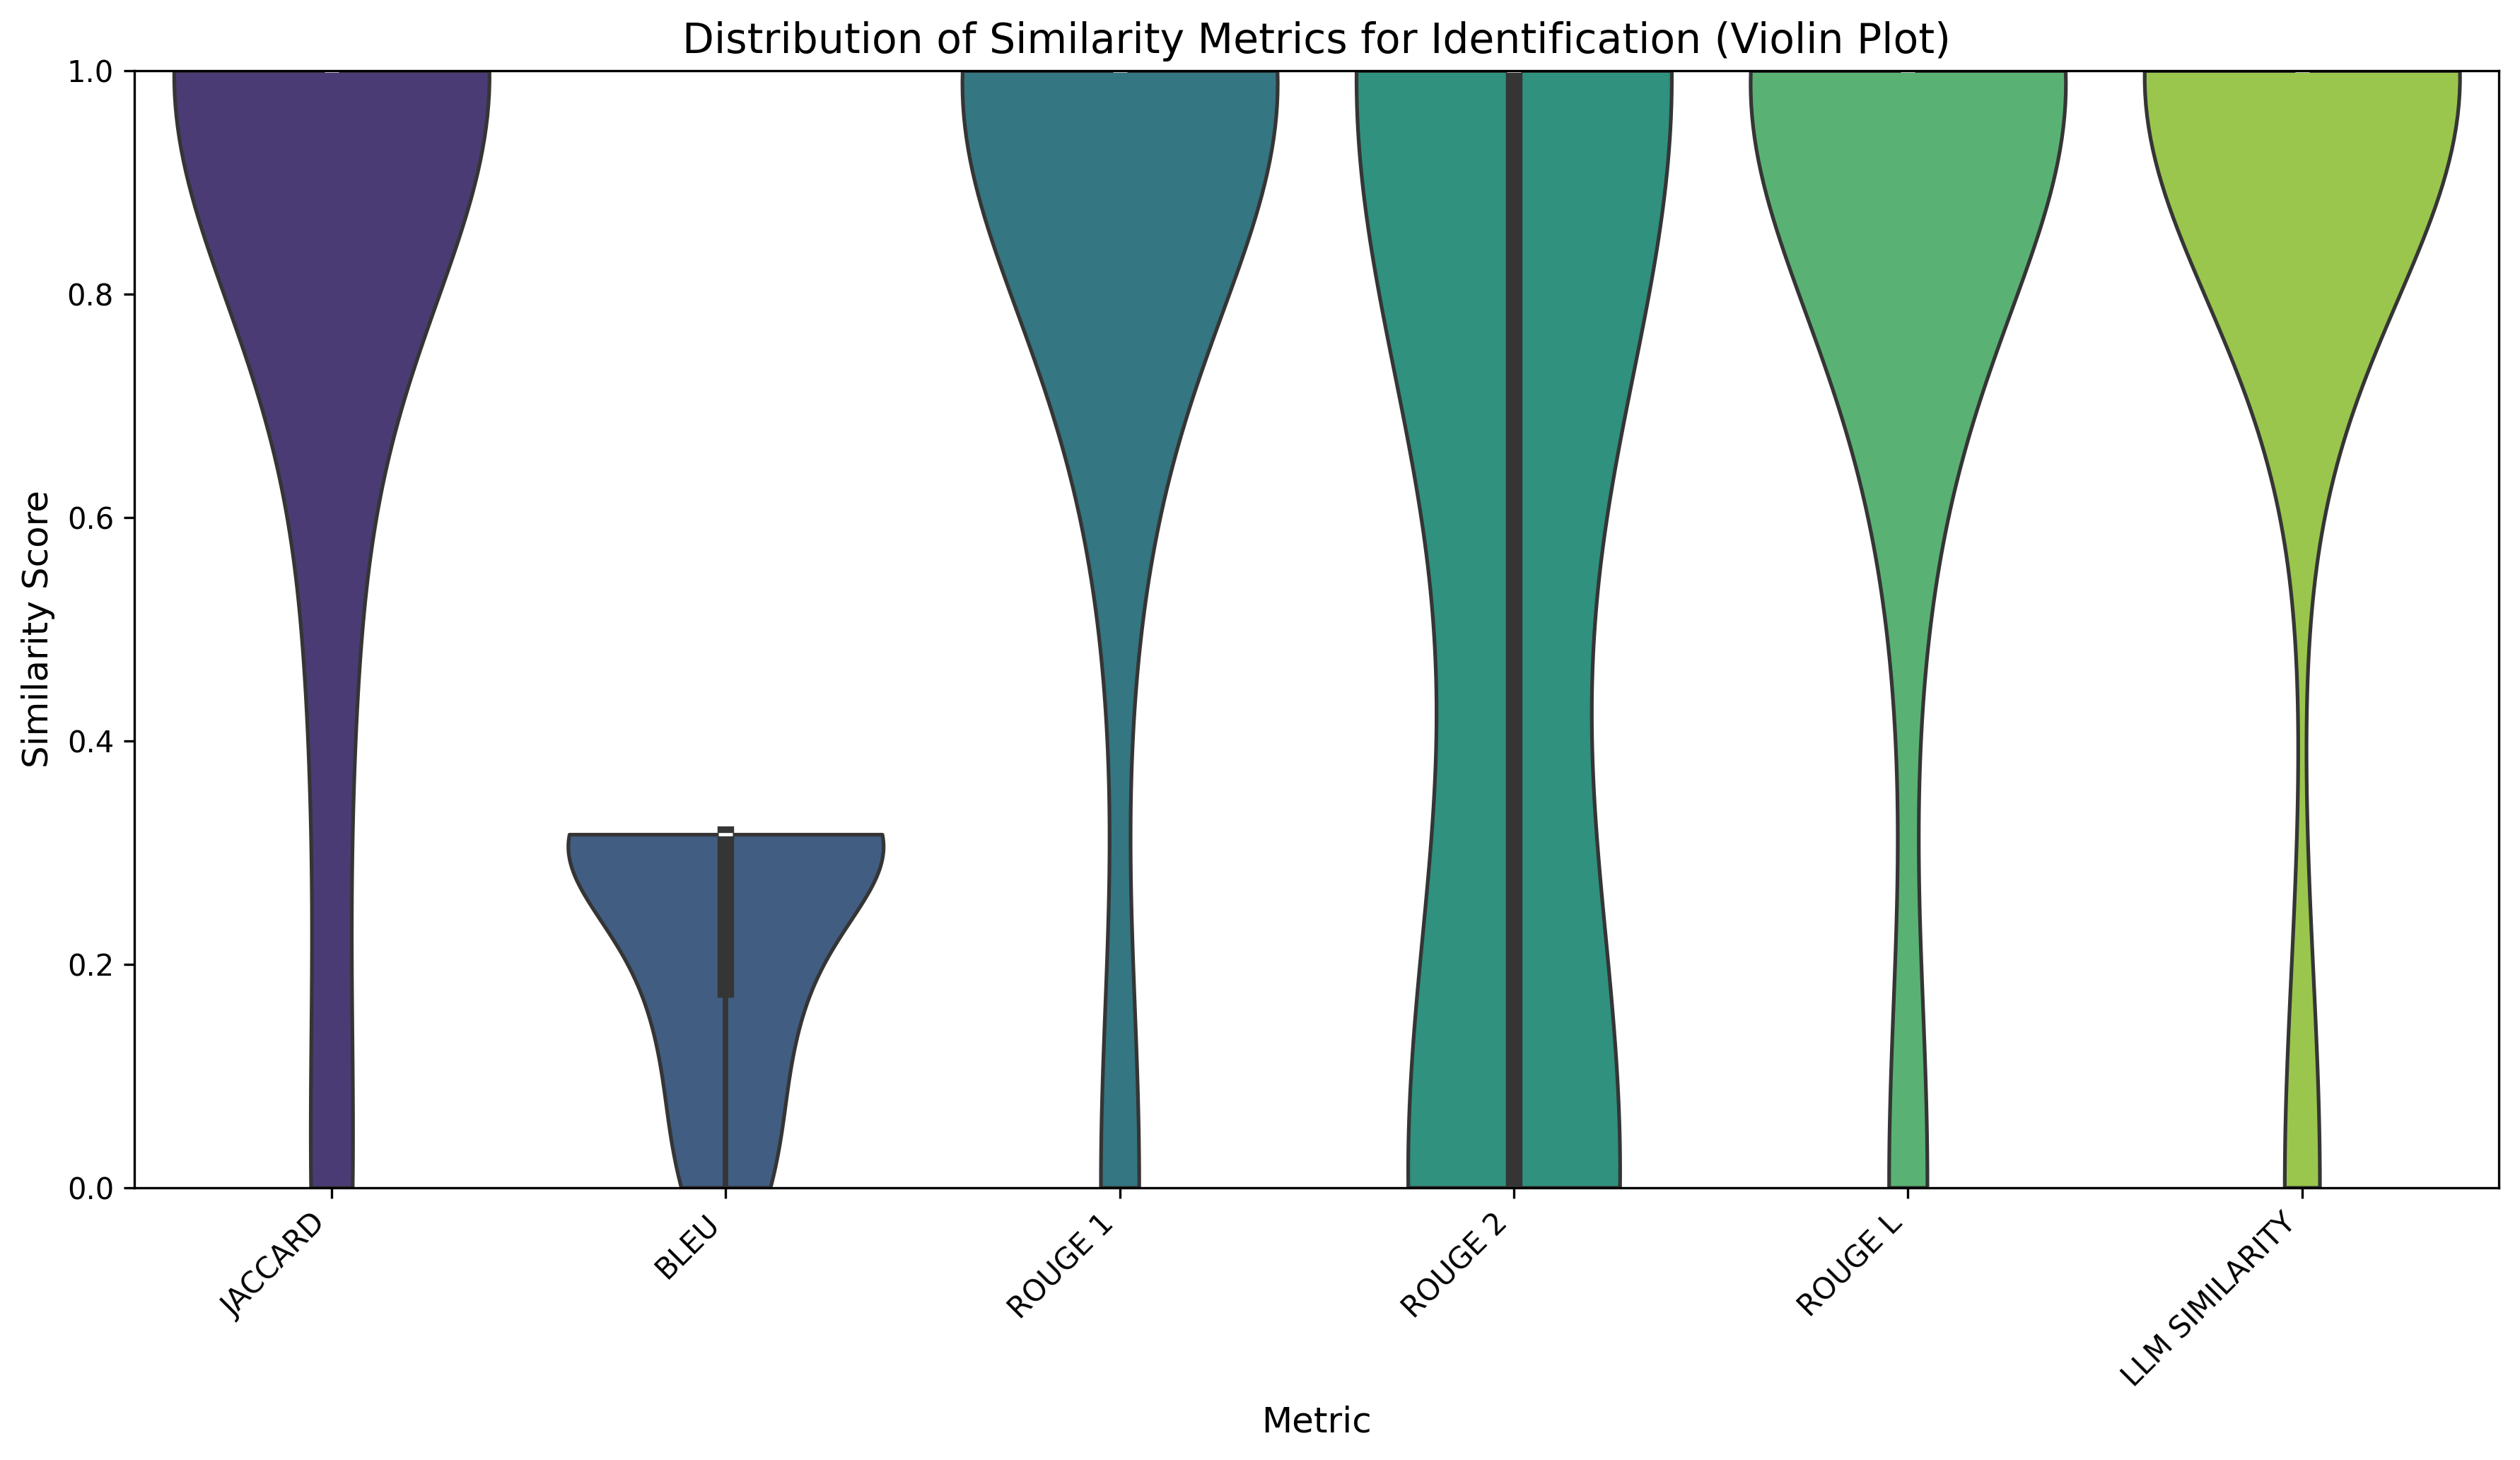 Distribution of Similarity Metrics for Identification (Violin Plot)
Similarity Score
1.0
0.8
0.6
0.4
0.2
0.0
JACCARD
BLEU
ROUGE 1
ROUGE 2
ROUGE L
LLM SIMILARITY
Metric